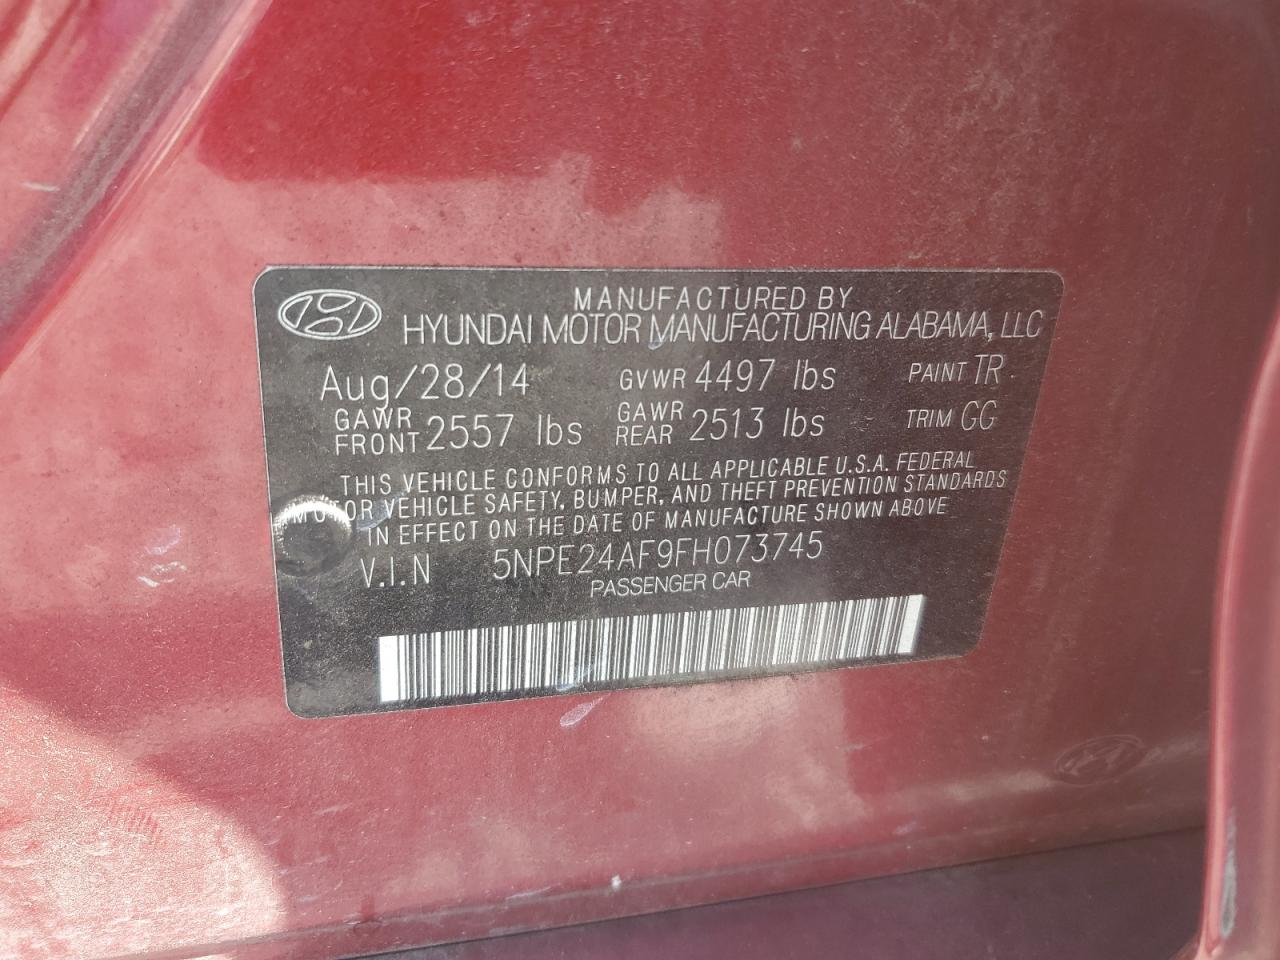 MANUFACTURED BY
HYUNDAI MOTOR MANUFACTURING ALABAMA, LLC
Aug/28/14 GVWR 4497 lbs PAINT TR
GAWR FRONT 2557 lbs GAWR REAR 2513 lbs TRIM GG
THIS VEHICLE CONFORMS TO ALL APPLICABLE U.S.A. FEDERAL
MOTOR VEHICLE SAFETY, BUMPER, AND THEFT PREVENTION STANDARDS
IN EFFECT ON THE DATE OF MANUFACTURE SHOWN ABOVE
V.I.N 5NPE24AF9FH073745
PASSENGER CAR